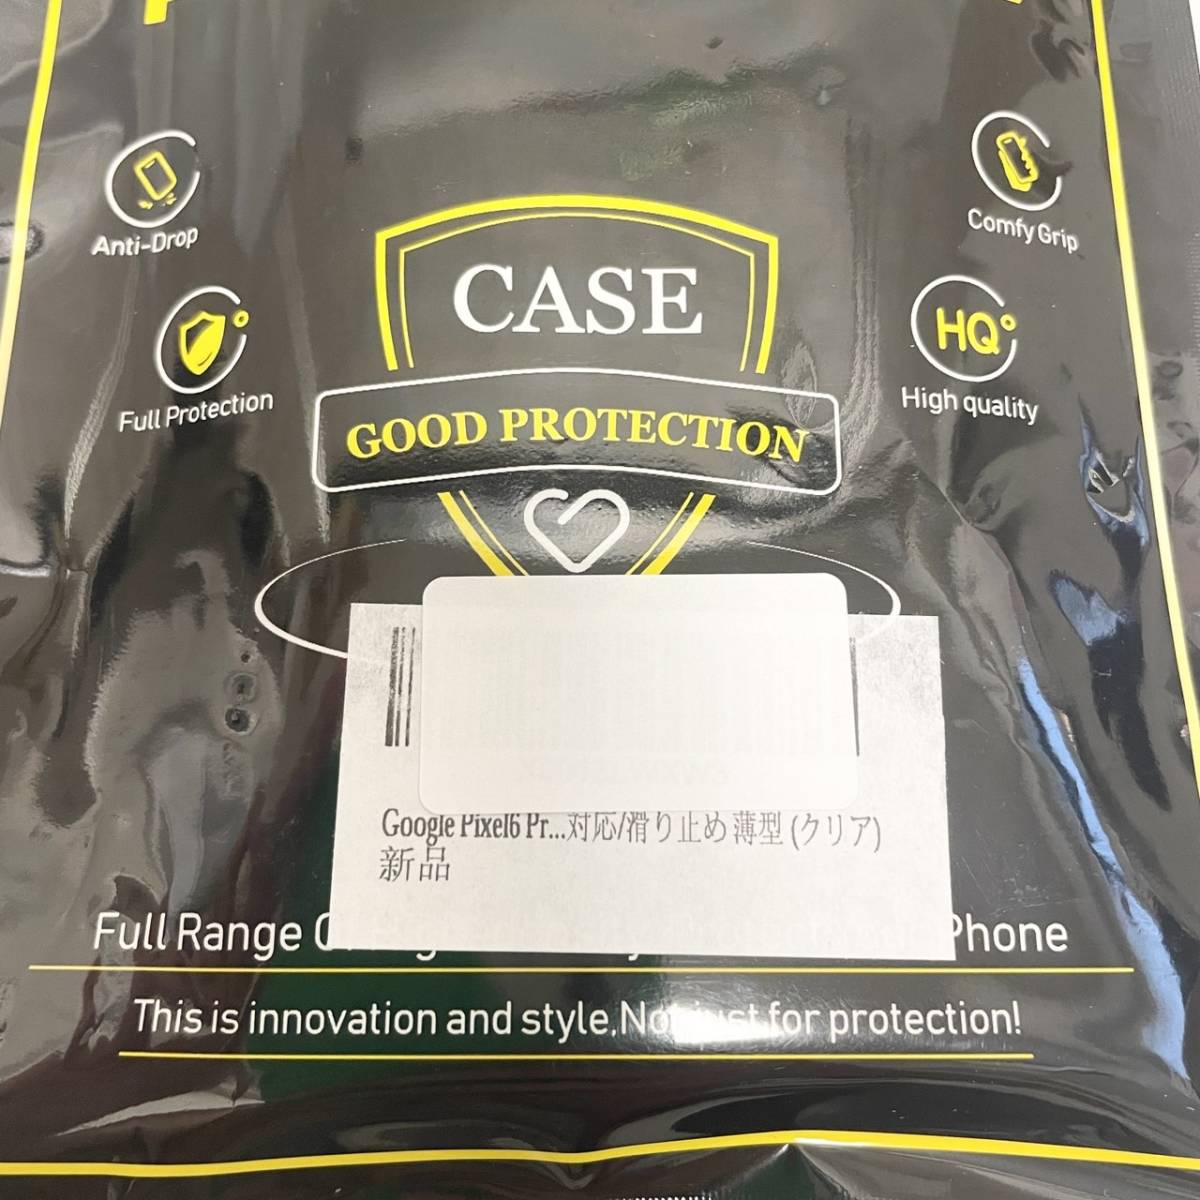 Anti-Drop
Comfy Grip
CASE
HQ
Full Protection
High quality
GOOD PROTECTION
Google Pixel6 Pr...対応/滑り止め 薄型 (クリア)
新品
Full Range Phone
This is innovation and style,Not just for protection!